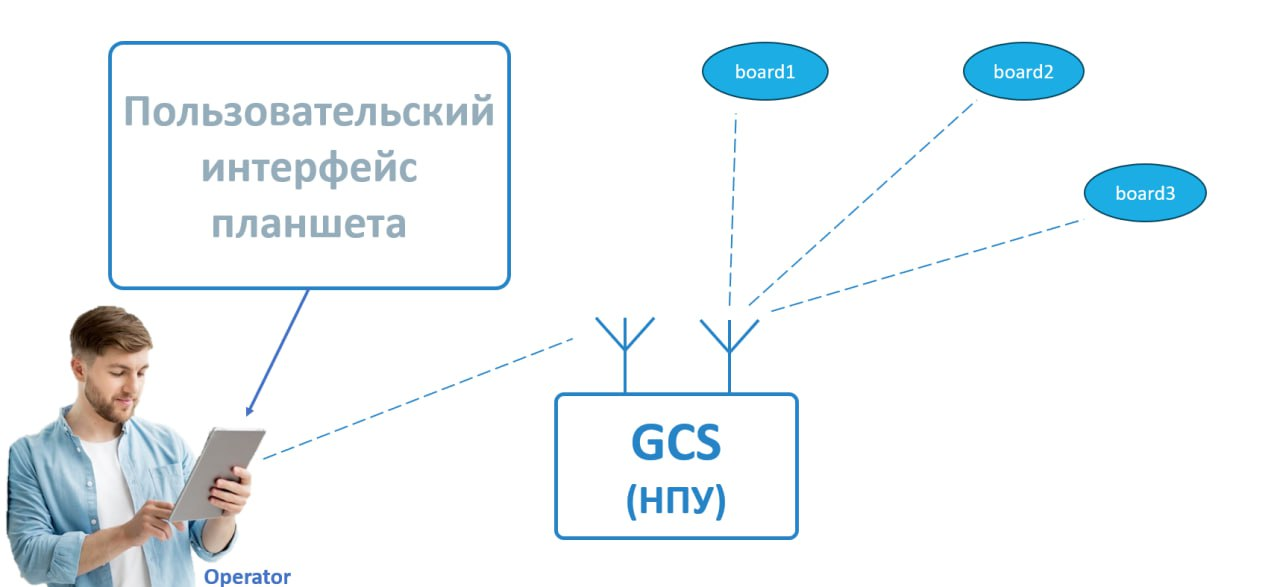 Пользовательский
интерфейс
планшета
board1
board2
board3
GCS
(НПУ)
Operator